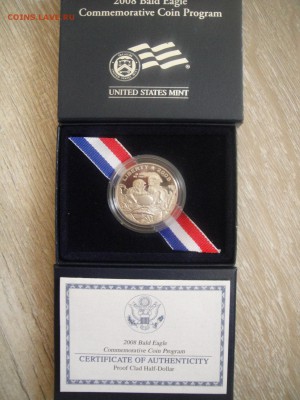 COINS.LAVE.RU
2008 Bald Eagle
Commemorative Coin Program
UNITED STATES MINT
LIBERTY
2008 Bald Eagle
Commemorative Coin Program
CERTIFICATE OF AUTHENTICITY
Proof Clad Half-Dollar